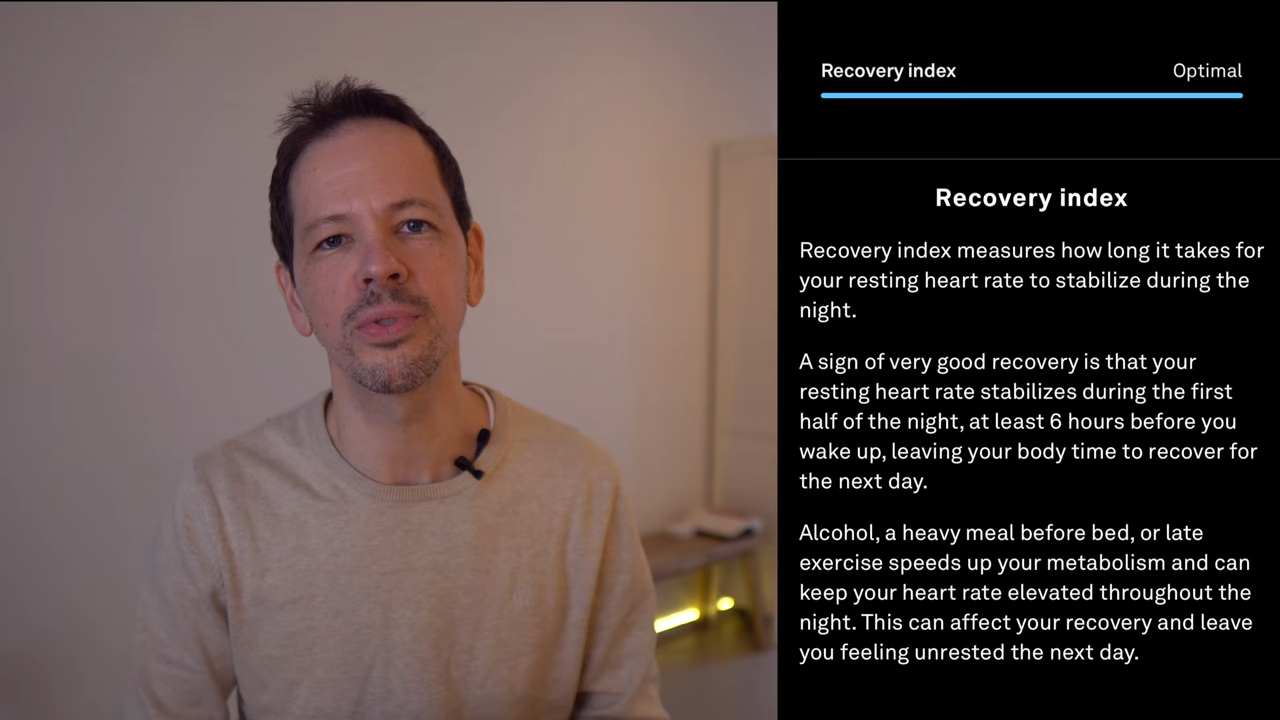 Recovery index
Optimal
Recovery index
Recovery index measures how long it takes for
your resting heart rate to stabilize during the
night.
A sign of very good recovery is that your
resting heart rate stabilizes during the first
half of the night, at least 6 hours before you
wake up, leaving your body time to recover for
the next day.
Alcohol, a heavy meal before bed, or late
exercise speeds up your metabolism and can
keep your heart rate elevated throughout the
night. This can affect your recovery and leave
you feeling unrested the next day.